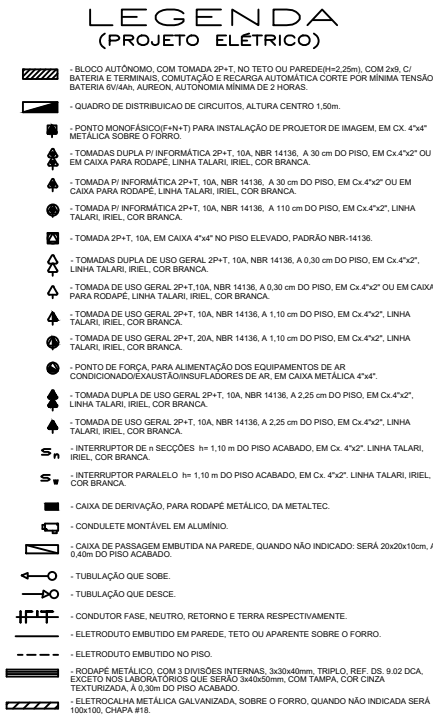 LEGENDA
(PROJETO ELÉTRICO)
- BLOCO AUTÔNOMO, COM TOMADA 2P+T, NO TETO OU PAREDE(H=2,25m), COM 2x9, C/
BATERIA E TERMINAIS, COMUTAÇÃO E RECARGA AUTOMÁTICA CORTE POR MÍNIMA TENSÃO
BATERIA 6V/4Ah, AUREON, AUTONOMIA MÍNIMA DE 2 HORAS.
- QUADRO DE DISTRIBUICAO DE CIRCUITOS, ALTURA CENTRO 1,50m.
- PONTO MONOFÁSICO(F+N+T) PARA INSTALAÇÃO DE PROJETOR DE IMAGEM, EM CX. 4"x4"
METÁLICA SOBRE O FORRO.
- TOMADAS DUPLA P/ INFORMÁTICA 2P+T, 10A, NBR 14136, A 30 cm DO PISO, EM Cx.4"x2" OU
EM CAIXA PARA RODAPÉ, LINHA TALARI, IRIEL, COR BRANCA.
- TOMADA P/ INFORMÁTICA 2P+T, 10A, NBR 14136, A 30 cm DO PISO, EM Cx.4"x2" OU EM
CAIXA PARA RODAPÉ, LINHA TALARI, IRIEL, COR BRANCA.
- TOMADA P/ INFORMÁTICA 2P+T, 10A, NBR 14136, A 110 cm DO PISO, EM Cx.4"x2", LINHA
TALARI, IRIEL, COR BRANCA.
- TOMADA 2P+T, 10A, EM CAIXA 4"x4" NO PISO ELEVADO, PADRÃO NBR-14136.
- TOMADAS DUPLA DE USO GERAL 2P+T, 10A, NBR 14136, A 0,30 cm DO PISO, EM Cx.4"x2",
LINHA TALARI, IRIEL, COR BRANCA.
- TOMADA DE USO GERAL 2P+T,10A, NBR 14136, A 0,30 cm DO PISO, EM Cx.4"x2" OU EM CAIXA
PARA RODAPÉ, LINHA TALARI, IRIEL, COR BRANCA.
- TOMADA DE USO GERAL 2P+T, 10A, NBR 14136, A 1,10 cm DO PISO, EM Cx.4"x2", LINHA
TALARI, IRIEL, COR BRANCA.
- TOMADA DE USO GERAL 2P+T, 20A, NBR 14136, A 1,10 cm DO PISO, EM Cx.4"x2", LINHA
TALARI, IRIEL, COR BRANCA.
- PONTO DE FORÇA, PARA ALIMENTAÇÃO DOS EQUIPAMENTOS DE AR
CONDICIONADO/EXAUSTÃO/INSUFLADORES DE AR, EM CAIXA METÁLICA 4"x4".
- TOMADA DUPLA DE USO GERAL 2P+T, 10A, NBR 14136, A 2,25 cm DO PISO, EM Cx.4"x2",
LINHA TALARI, IRIEL, COR BRANCA.
- TOMADA DE USO GERAL 2P+T, 10A, NBR 14136, A 2,25 cm DO PISO, EM Cx.4"x2", LINHA
TALARI, IRIEL, COR BRANCA.
Sn - INTERRUPTOR DE n SECÇÕES h= 1,10 m DO PISO ACABADO, EM Cx. 4"x2". LINHA TALARI,
IRIEL, COR BRANCA.
Sw - INTERRUPTOR PARALELO h= 1,10 m DO PISO ACABADO, EM Cx. 4"x2". LINHA TALARI, IRIEL,
COR BRANCA.
- CAIXA DE DERIVAÇÃO, PARA RODAPÉ METÁLICO, DA METALTEC.
- CONDULETE MONTÁVEL EM ALUMÍNIO.
- CAIXA DE PASSAGEM EMBUTIDA NA PAREDE, QUANDO NÃO INDICADO: SERÁ 20x20x10cm, A
0,40m DO PISO ACABADO.
- TUBULAÇÃO QUE SOBE.
- TUBULAÇÃO QUE DESCE.
- CONDUTOR FASE, NEUTRO, RETORNO E TERRA RESPECTIVAMENTE.
- ELETRODUTO EMBUTIDO EM PAREDE, TETO OU APARENTE SOBRE O FORRO.
- ELETRODUTO EMBUTIDO NO PISO.
- RODAPÉ METÁLICO, COM 3 DIVISÕES INTERNAS, 3x30x40mm, TRIPLO, REF. DS. 9.02 DCA,
EXCETO NOS LABORATÓRIOS QUE SERÃO 3x40x50mm, COM TAMPA, COR CINZA
TEXTURIZADA, Á 0,30m DO PISO ACABADO.
- ELETROCALHA METÁLICA GALVANIZADA, SOBRE O FORRO, QUANDO NÃO INDICADA SERÁ
100x100, CHAPA #18.